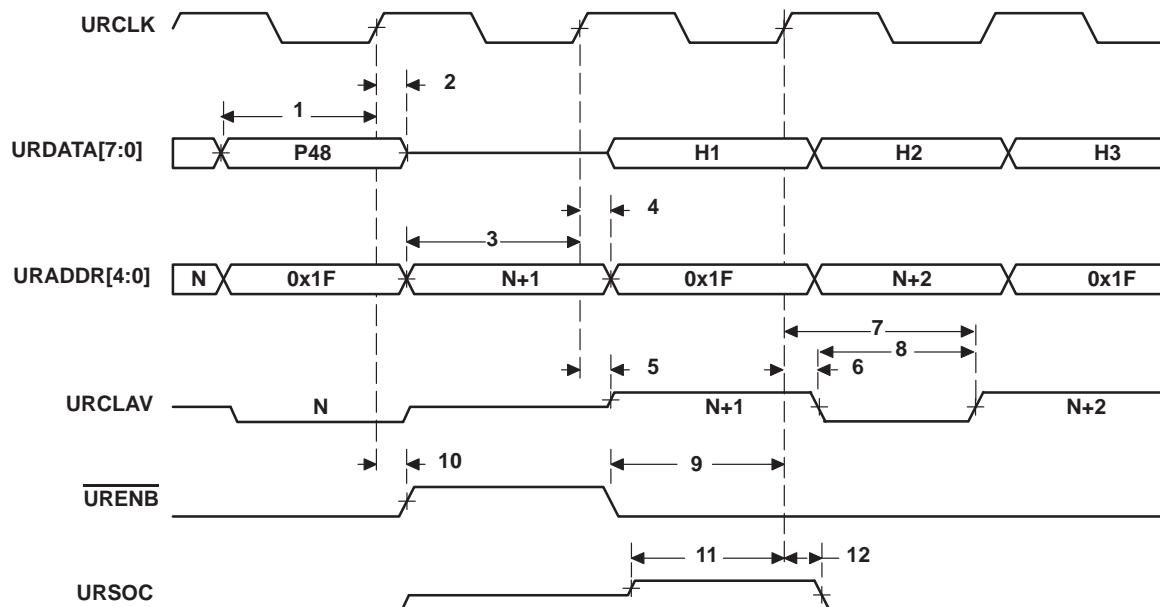 URCLK
2
1
URDATA[7:0] P48 H1 H2 H3
4
3
URADDR[4:0] N 0x1F N+1 0x1F N+2 0x1F
7
8
5 6
URCLAV N N+1 N+2
10 9
URENB
11 12
URSOC